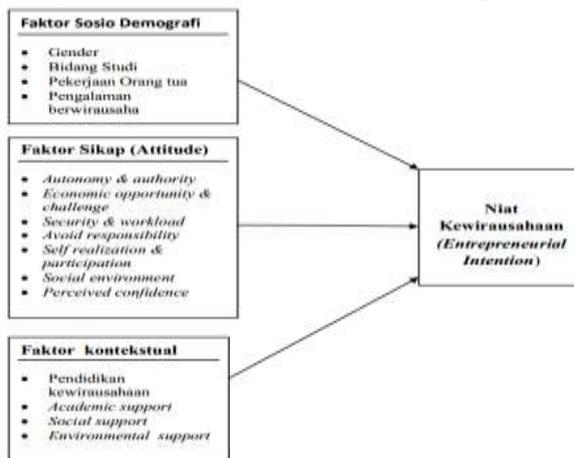 Faktor Sosio Demografi
• Gender
• Bidang Studi
• Pekerjaan Orang tua
• Pengalaman
berwirausaha
Faktor Sikap (Attitude)
• Autonomy & authority
• Economic opportunity &
challenge
• Security & workload
• Avoid responsibility
• Self realization &
participation
• Social environment
• Perceived confidence
Faktor kontekstual
• Pendidikan
kewirausahaan
• Academic support
• Social support
• Environmental support
Niat
Kewirausahaan
(Entrepreneurial
Intention)